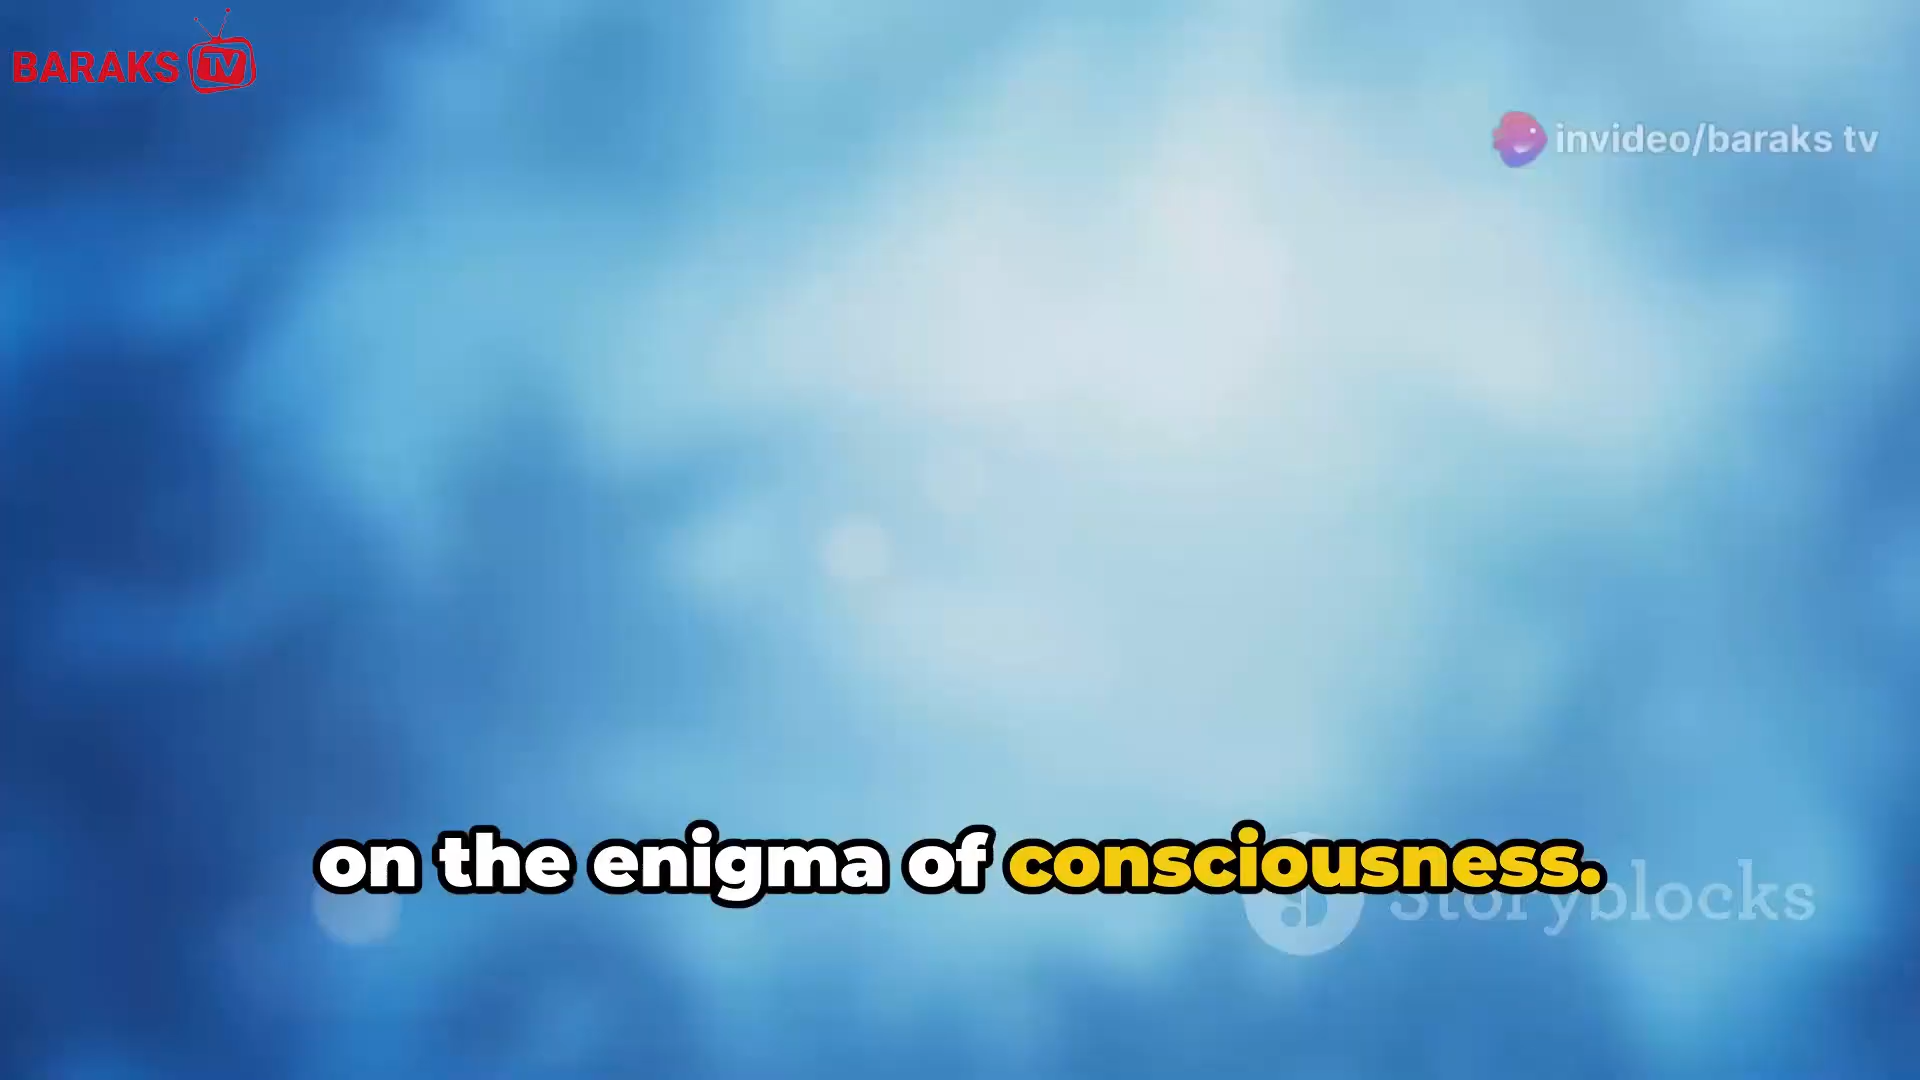 BARAKS TV
invideo/baraks tv
on the enigma of consciousness.
Storyblocks